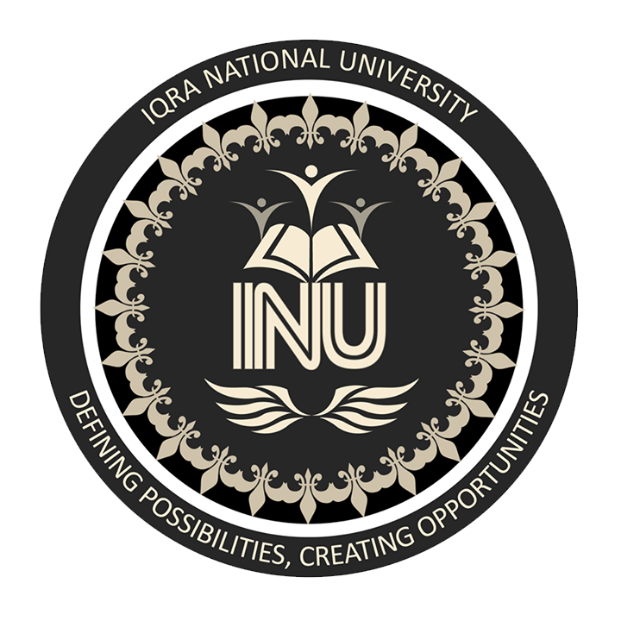 IQRA NATIONAL UNIVERSITY
INU
DEFINING POSSIBILITIES, CREATING OPPORTUNITIES